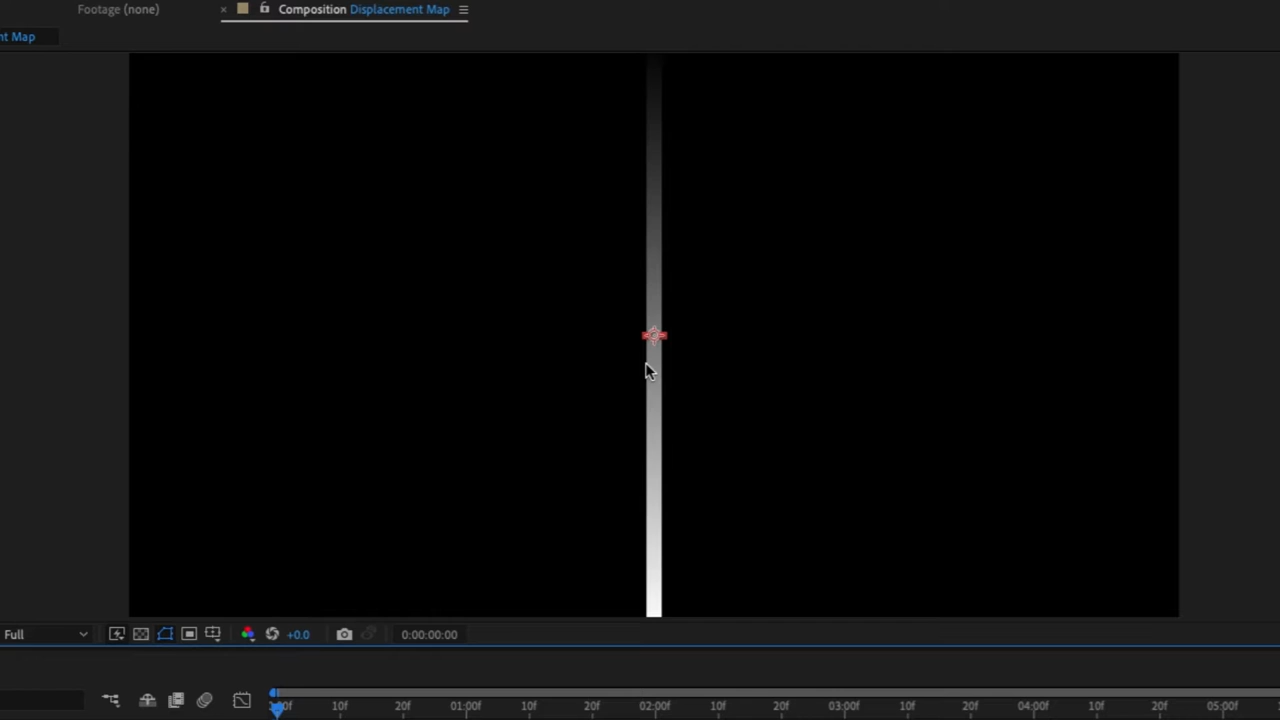 Footage (none)
× Composition Displacement Map
nt Map
Full
+0.0
0:00:00:00
10f 20f 01:00f 10f 20f 02:00f 10f 20f 03:00f 10f 20f 04:00f 10f 20f 05:00f